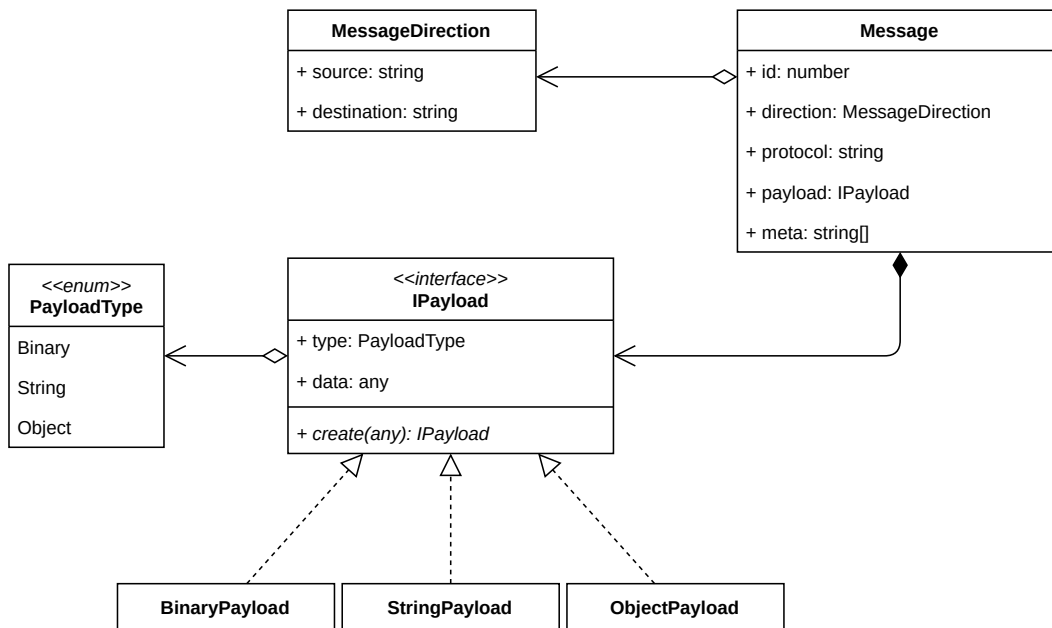 MessageDirection
+ source: string
+ destination: string
Message
+ id: number
+ direction: MessageDirection
+ protocol: string
+ payload: IPayload
+ meta: string[]
<<enum>>
PayloadType
Binary
String
Object
<<interface>>
IPayload
+ type: PayloadType
+ data: any
+ create(any): IPayload
BinaryPayload
StringPayload
ObjectPayload